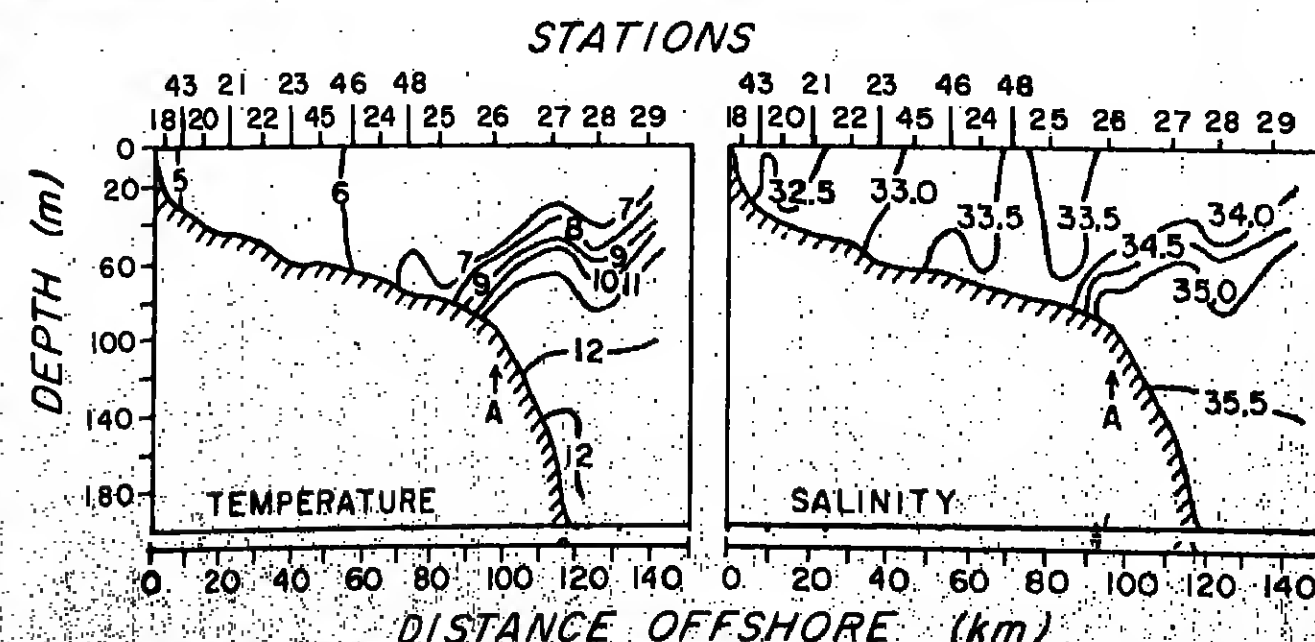 STATIONS
43 21 23 46 48
18 20 22 45 24 25 26 27 28 29
43 21 23 46 48
18 20 22 45 24 25 26 27 28 29
DEPTH (m)
0
20
60
100
140
180
5
6
7
8
7
9
9
10 11
12
12
A
TEMPERATURE
32.5
33.0
33.5
33.5
34.0
34.5
35.0
35.5
A
SALINITY
0 20 40 60 80 100 120 140
0 20 40 60 80 100 120 140
DISTANCE OFFSHORE (km)